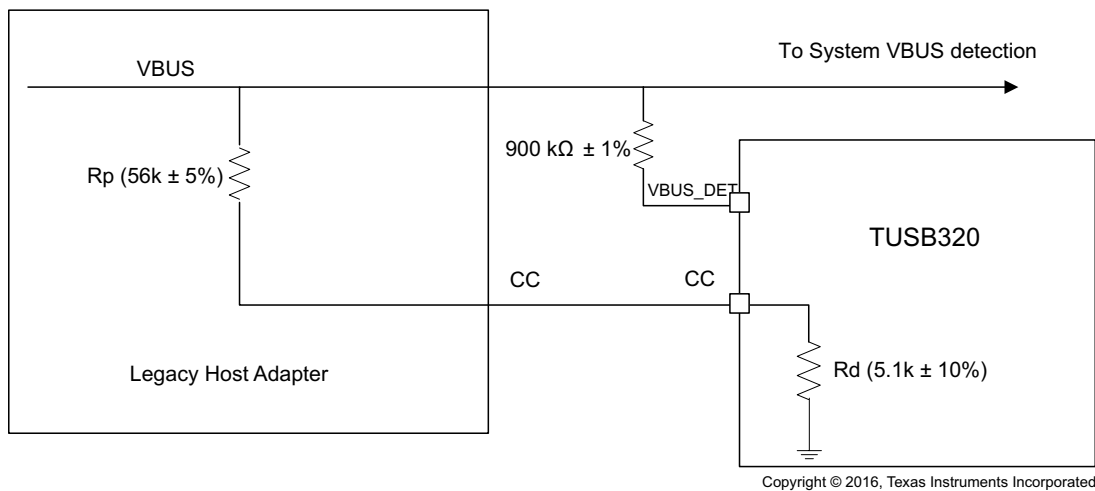 To System VBUS detection
VBUS
900 kΩ ± 1%
Rp (56k ± 5%)
VBUS_DET
TUSB320
CC
CC
Legacy Host Adapter
Rd (5.1k ± 10%)
Copyright © 2016, Texas Instruments Incorporated